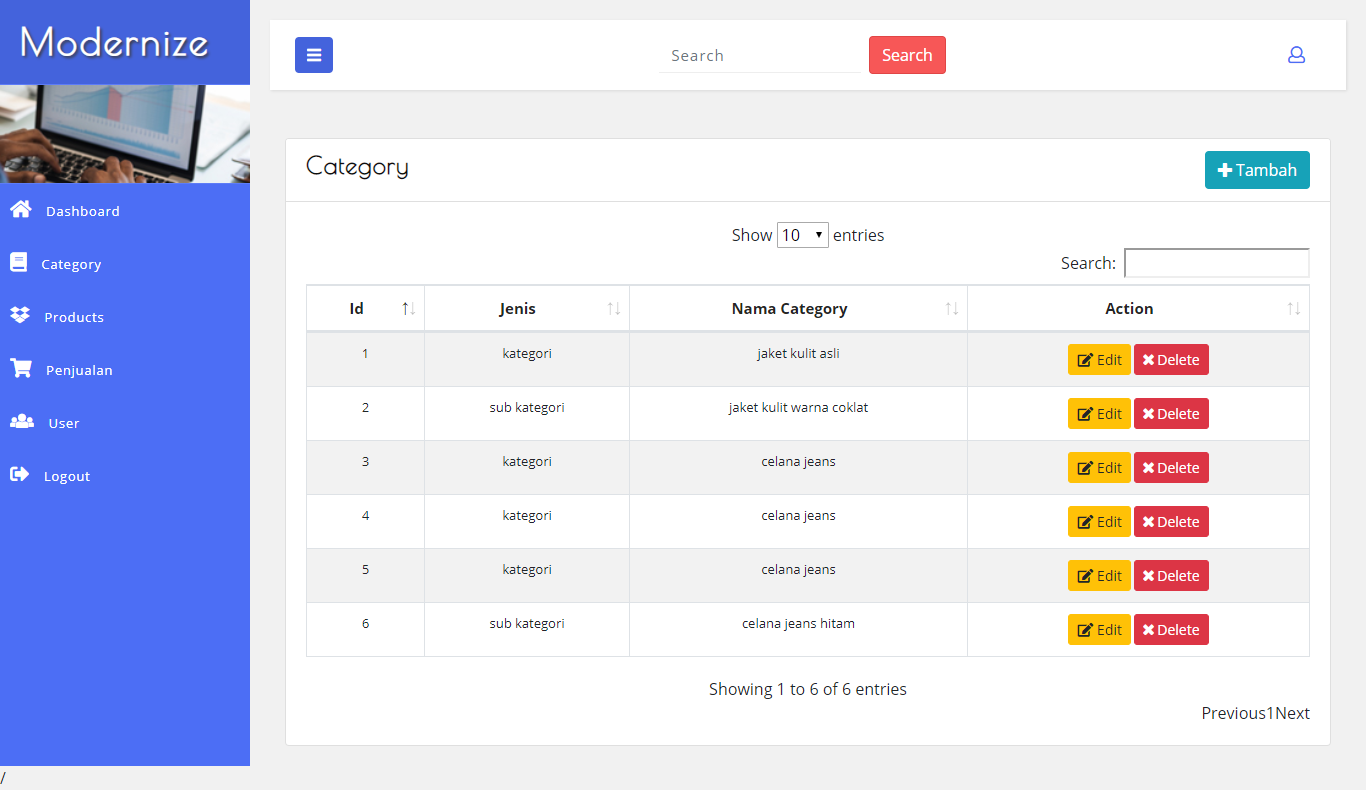 Modernize
Search
Search
Dashboard
Category
Products
Penjualan
User
Logout
Category
Tambah
Show 10 entries
Search:
Id Jenis Nama Category Action
1 kategori jaket kulit asli Edit Delete
2 sub kategori jaket kulit warna coklat Edit Delete
3 kategori celana jeans Edit Delete
4 kategori celana jeans Edit Delete
5 kategori celana jeans Edit Delete
6 sub kategori celana jeans hitam Edit Delete
Showing 1 to 6 of 6 entries
Previous1Next
/